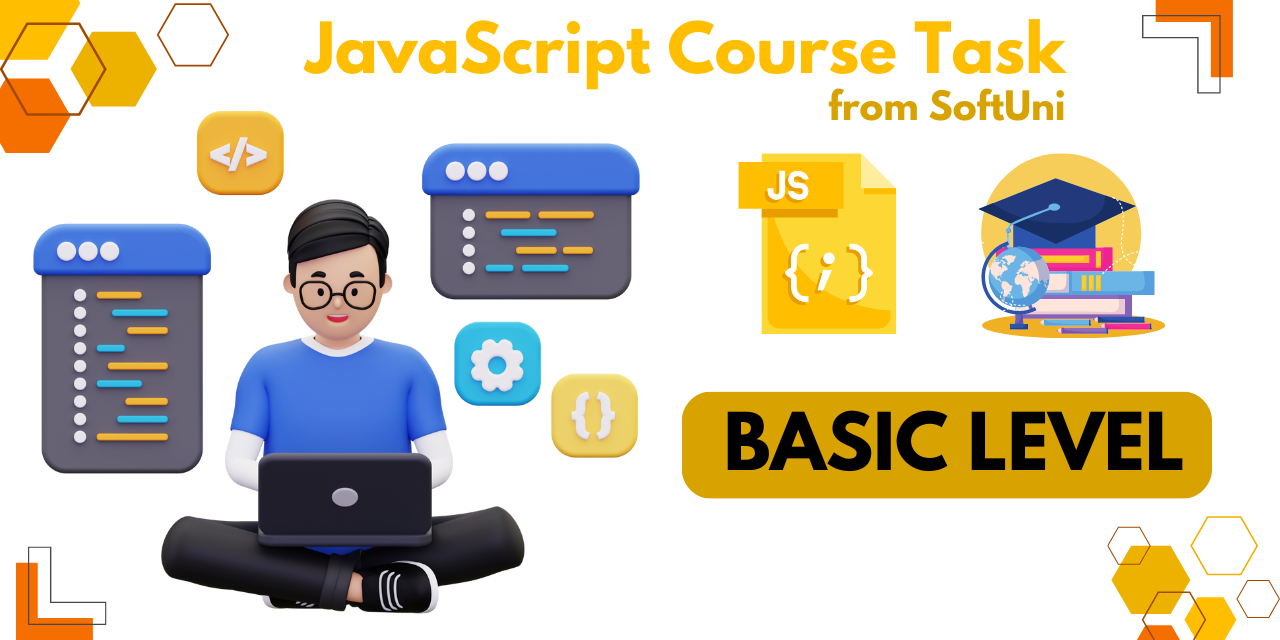 JavaScript Course Task
from SoftUni
</>
JS
{;}
{}
BASIC LEVEL